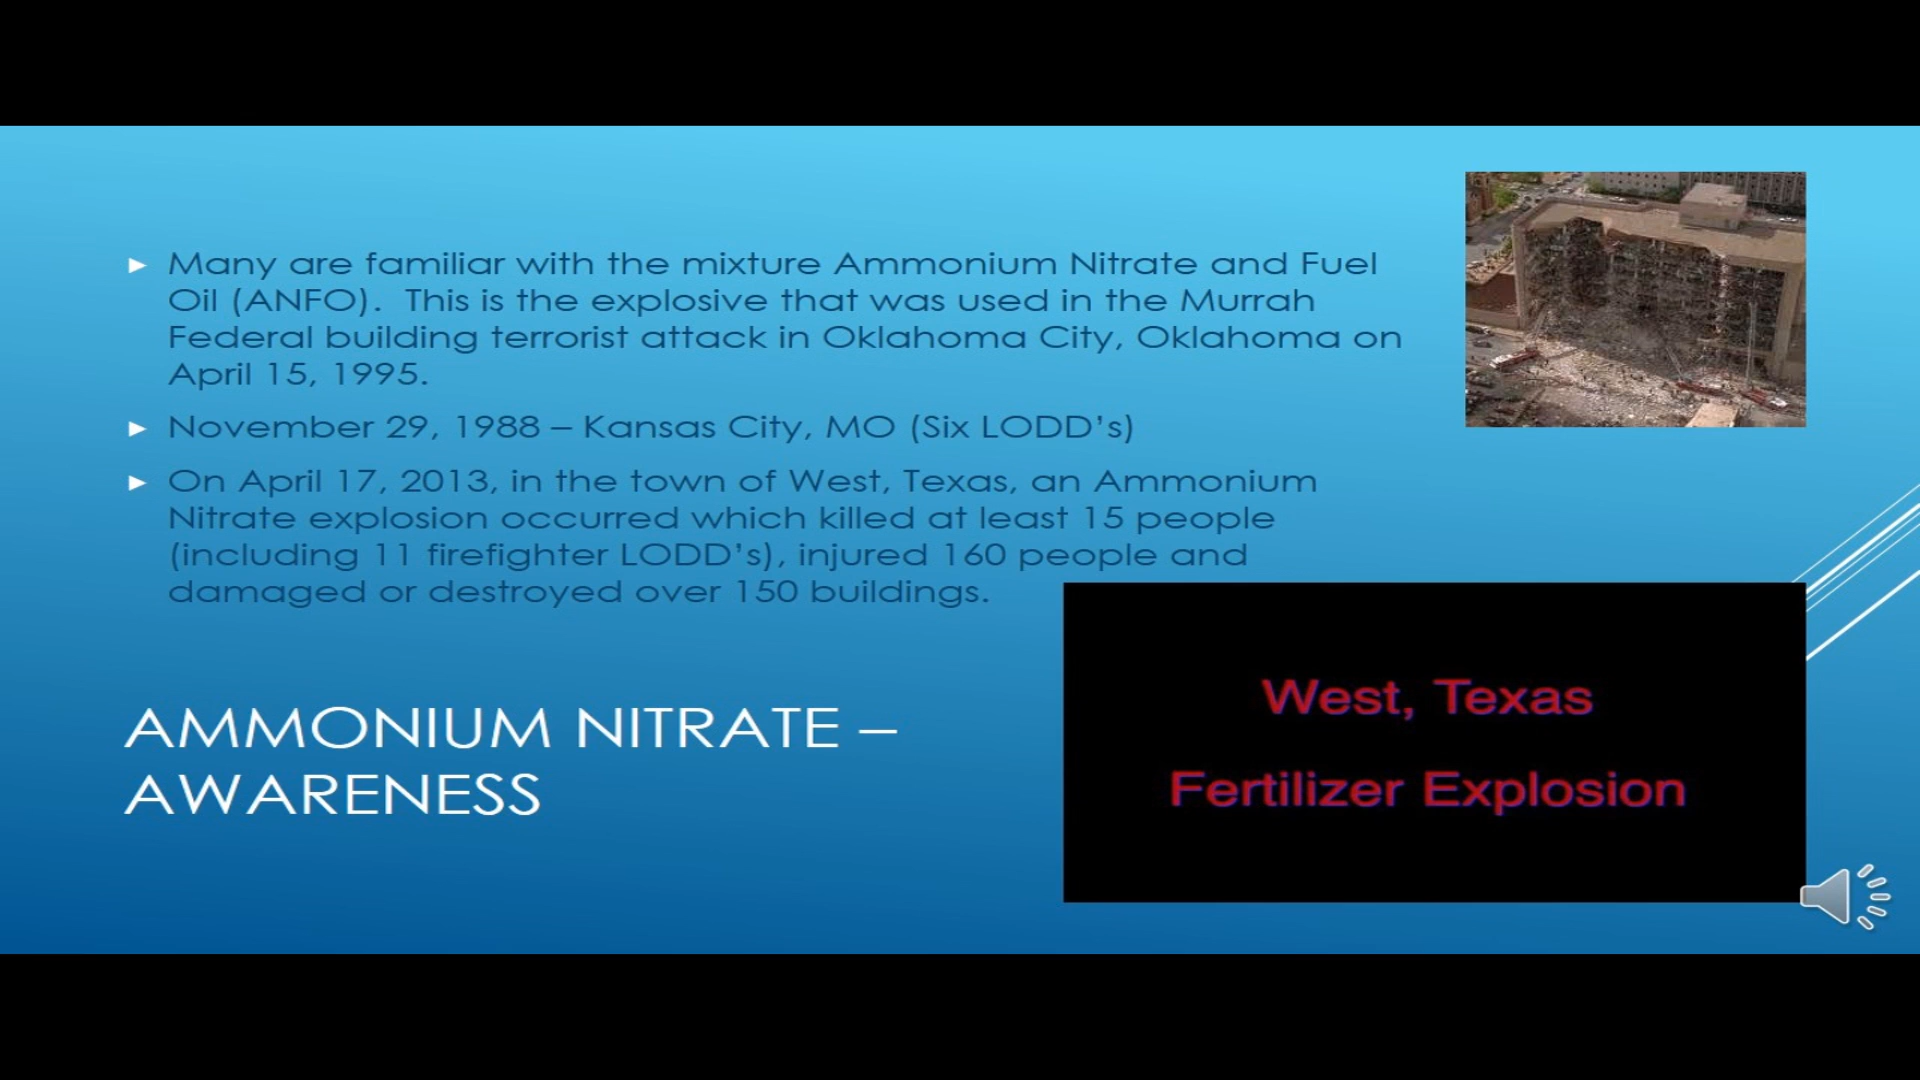 Many are familiar with the mixture Ammonium Nitrate and Fuel
Oil (ANFO).  This is the explosive that was used in the Murrah
Federal building terrorist attack in Oklahoma City, Oklahoma on
April 15, 1995.
November 29, 1988 – Kansas City, MO (Six LODD's)
On April 17, 2013, in the town of West, Texas, an Ammonium
Nitrate explosion occurred which killed at least 15 people
(including 11 firefighter LODD's), injured 160 people and
damaged or destroyed over 150 buildings.
AMMONIUM NITRATE –
AWARENESS
West, Texas
Fertilizer Explosion